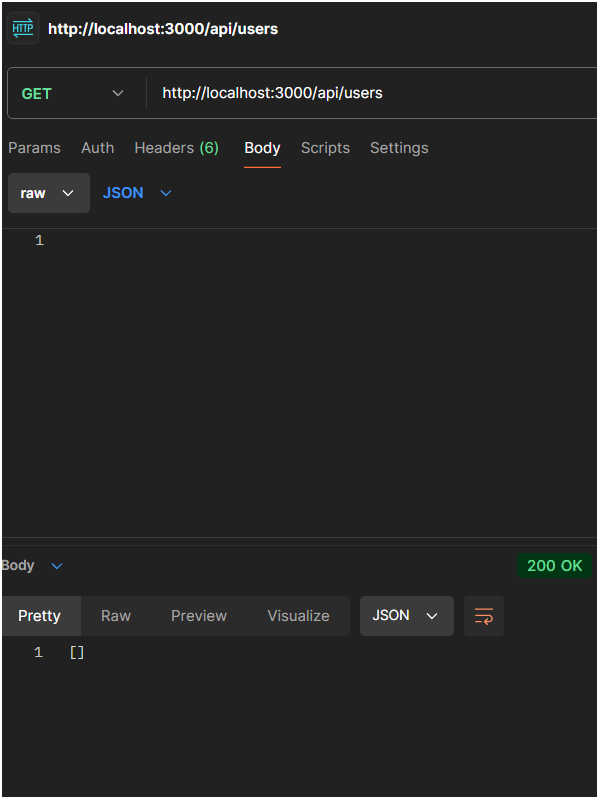 HTTP http://localhost:3000/api/users
GET http://localhost:3000/api/users
Params Auth Headers (6) Body Scripts Settings
raw JSON
1
Body 200 OK
Pretty Raw Preview Visualize JSON
1 []